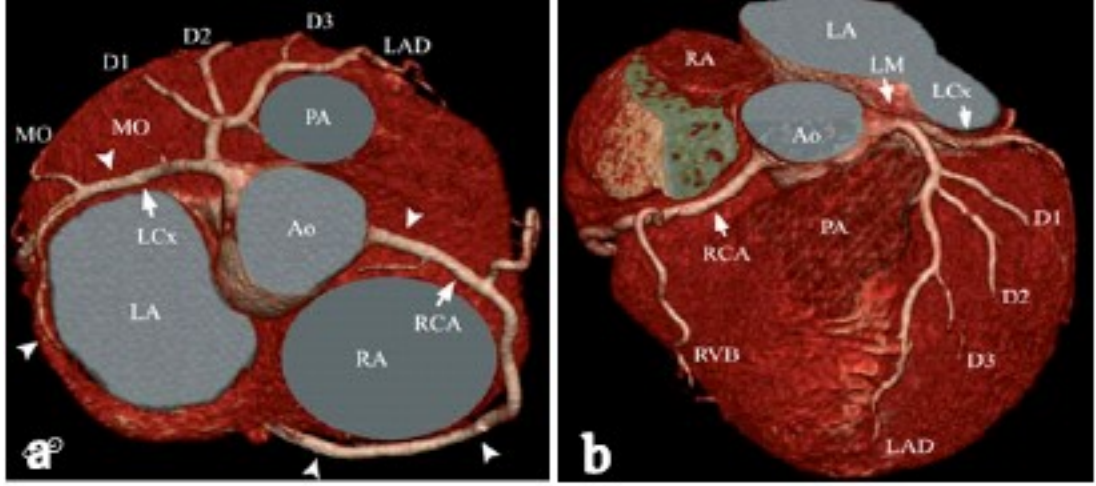 D3
D2
LAD
D1
MO
MO
PA
Ao
LCx
LA
RCA
RA
a
LA
RA
LM
LCx
Ao
D1
PA
RCA
D2
RVB
D3
LAD
b